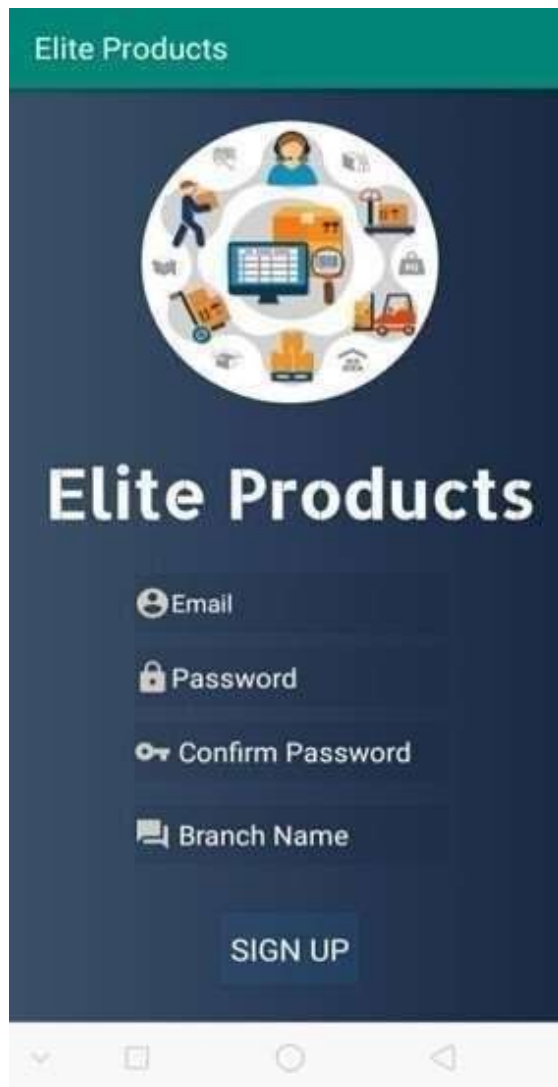 Elite Products
Elite Products
Email
Password
Confirm Password
Branch Name
SIGN UP